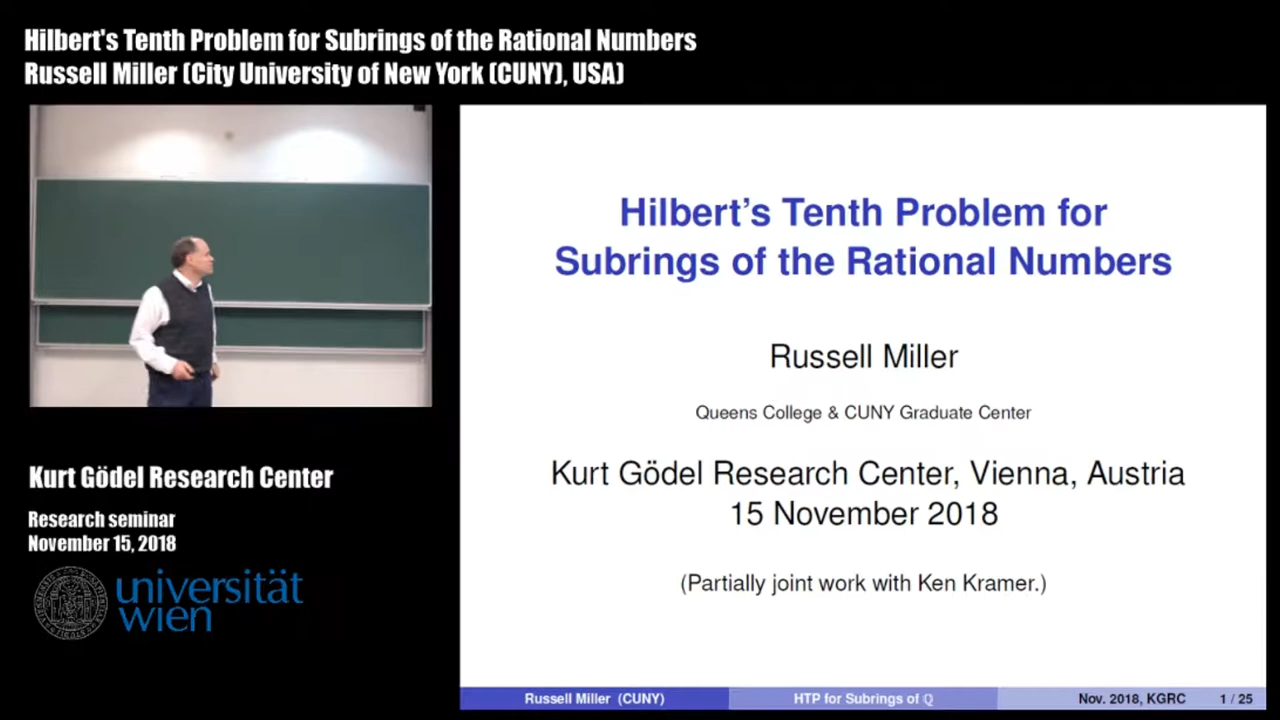 Hilbert's Tenth Problem for Subrings of the Rational Numbers
Russell Miller (City University of New York (CUNY), USA)
Hilbert's Tenth Problem for
Subrings of the Rational Numbers
Russell Miller
Queens College & CUNY Graduate Center
Kurt Gödel Research Center, Vienna, Austria
15 November 2018
(Partially joint work with Ken Kramer.)
Russell Miller (CUNY)
HTP for Subrings of ℚ
Nov. 2018, KGRC
1 / 25
Kurt Gödel Research Center
Research seminar
November 15, 2018
universität
wien